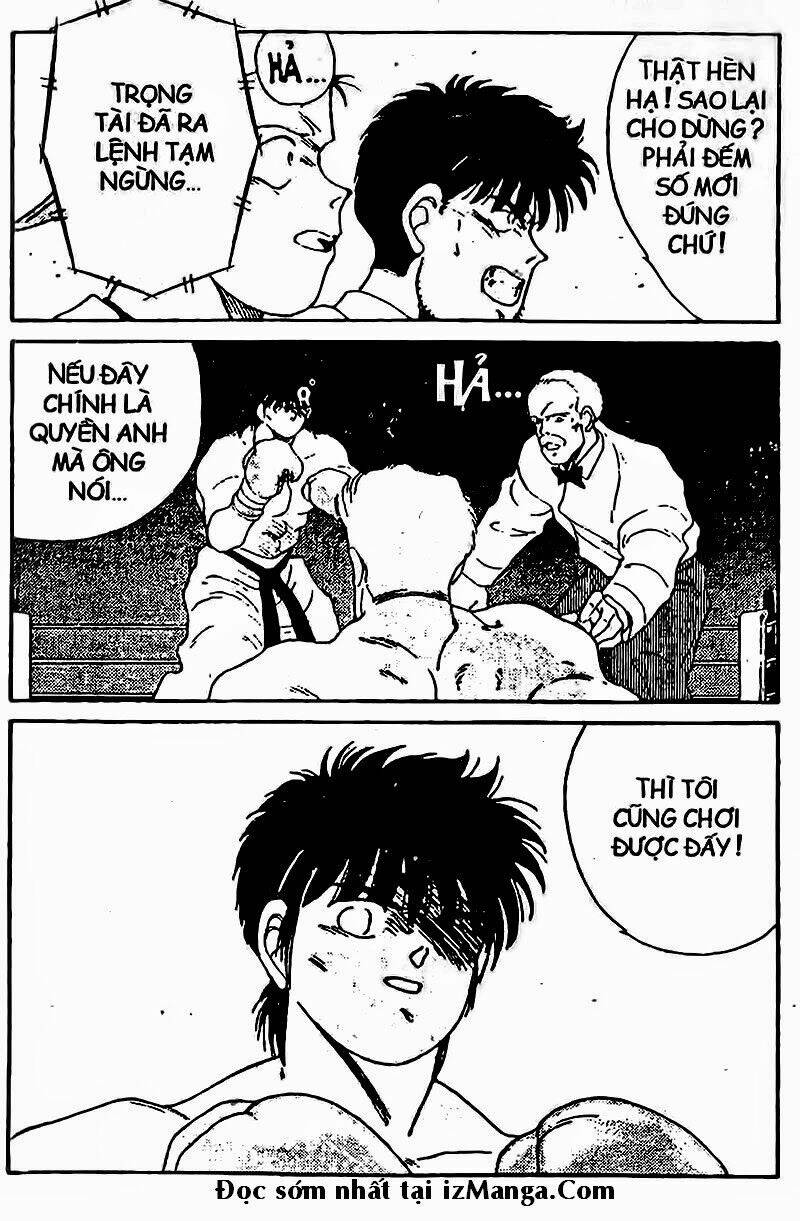 HẢ...
TRỌNG
TÀI ĐÃ RA
LỆNH TẠM
NGỪNG...
THẬT HÈN
HẠ! SAO LẠI
CHO DỪNG?
PHẢI ĐẾM
SỐ MỚI
ĐÚNG
CHỨ!
NẾU ĐÂY
CHÍNH LÀ
QUYỀN ANH
MÀ ÔNG
NÓI...
HẢ...
THÌ TÔI
CŨNG CHƠI
ĐƯỢC ĐẤY!
Đọc sớm nhất tại izManga.Com